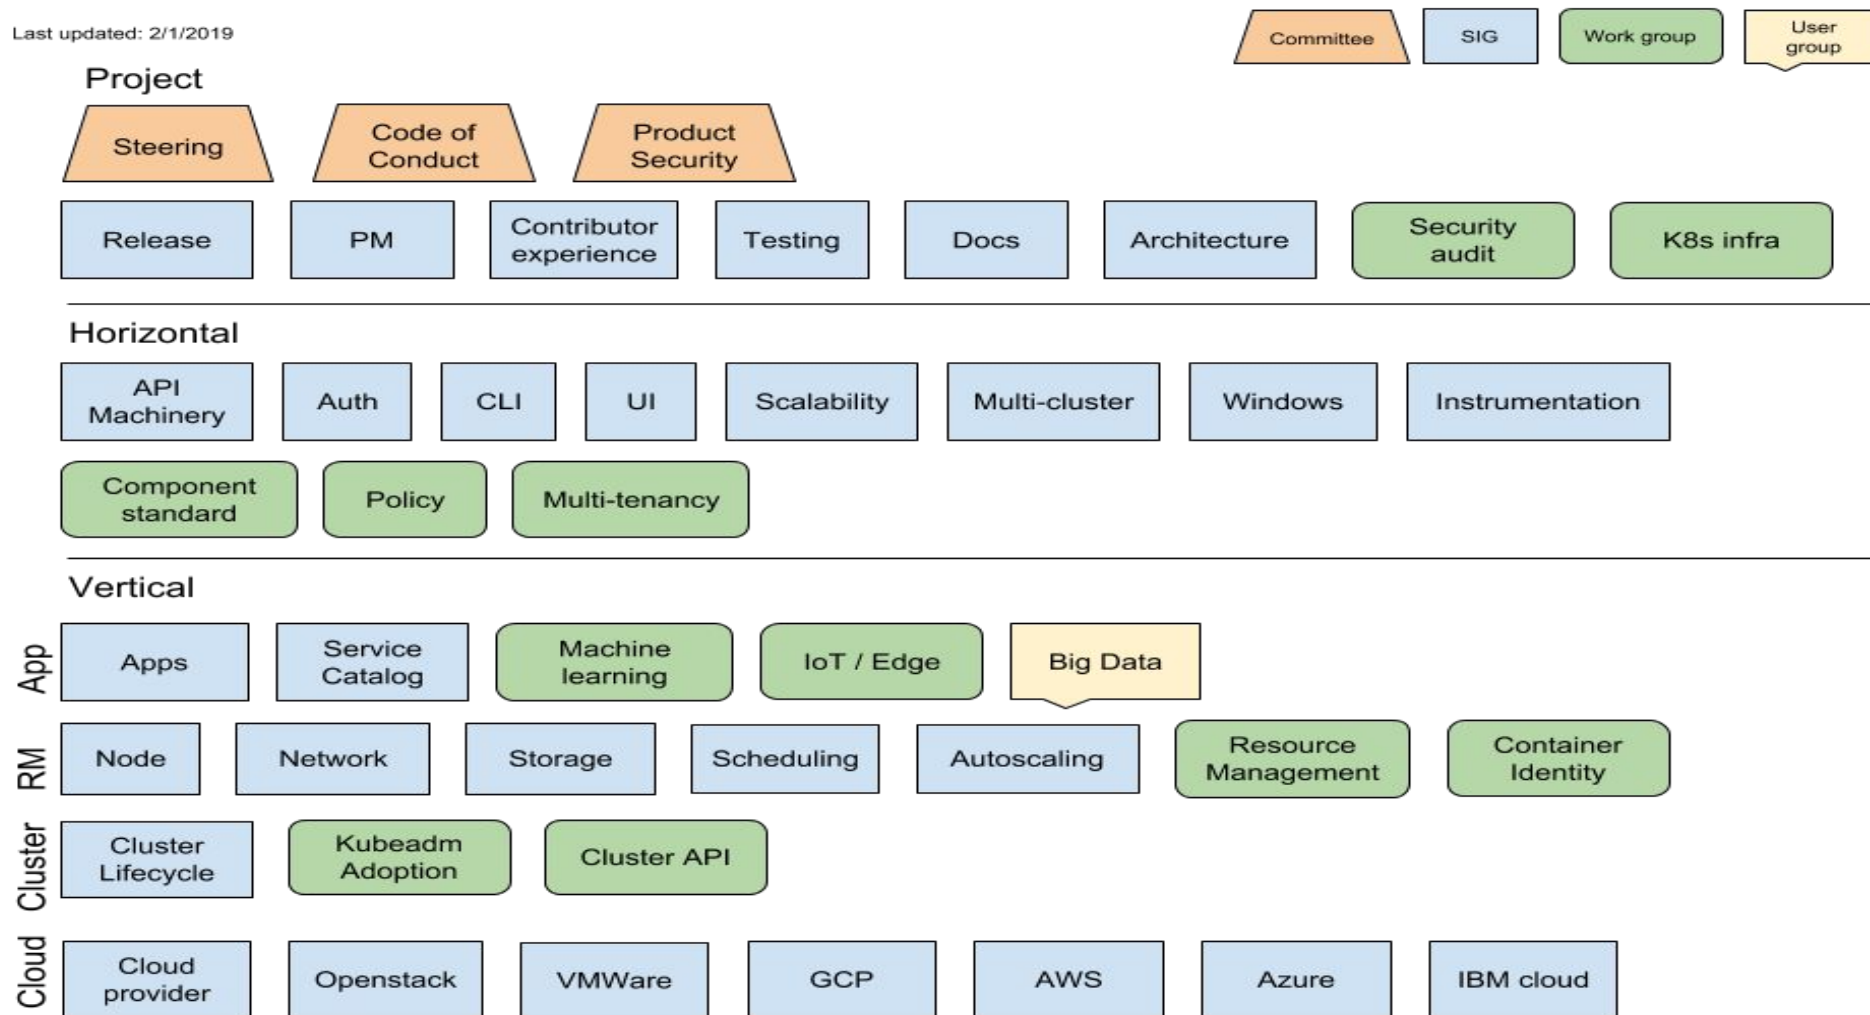 Last updated: 2/1/2019
Committee
SIG
Work group
User
group
Project
Steering
Code of
Conduct
Product
Security
Release
PM
Contributor
experience
Testing
Docs
Architecture
Security
audit
K8s infra
Horizontal
API
Machinery
Auth
CLI
UI
Scalability
Multi-cluster
Windows
Instrumentation
Component
standard
Policy
Multi-tenancy
Vertical
App
Apps
Service
Catalog
Machine
learning
IoT / Edge
Big Data
RM
Node
Network
Storage
Scheduling
Autoscaling
Resource
Management
Container
Identity
Cluster
Cluster
Lifecycle
Kubeadm
Adoption
Cluster API
Cloud
Cloud
provider
Openstack
VMWare
GCP
AWS
Azure
IBM cloud